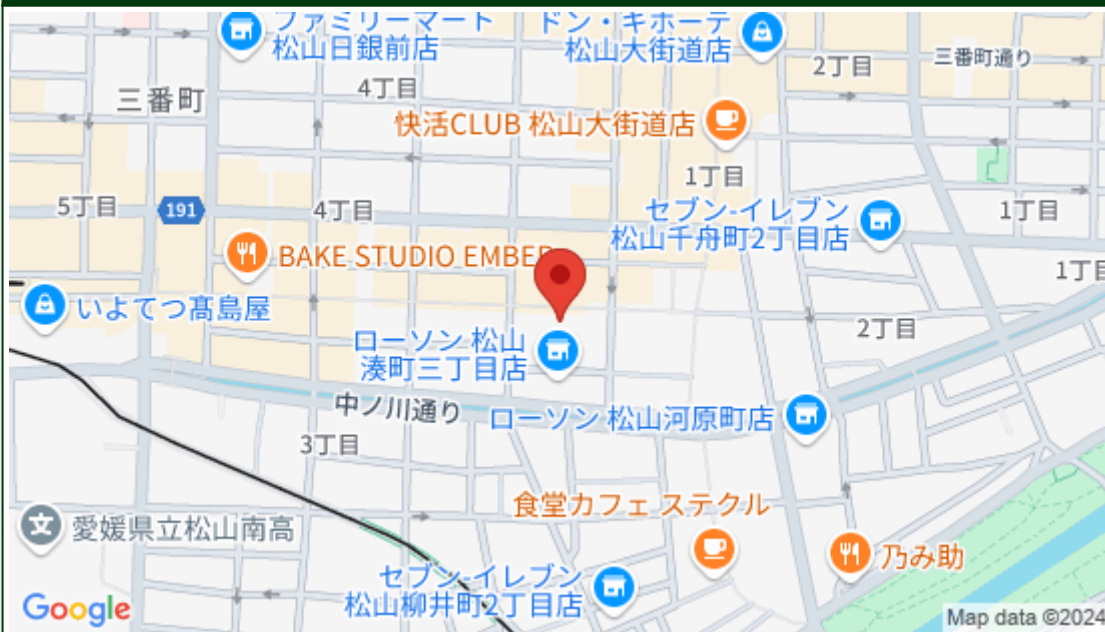 ファミリーマート
松山日銀前店
ドン・キホーテ
松山大街道店
2丁目
三番町通り
三番町
4丁目
快活CLUB 松山大街道店
1丁目
5丁目
191
4丁目
セブン-イレブン
松山千舟町2丁目店
1丁目
BAKE STUDIO EMBER
1丁目
いよてつ髙島屋
2丁目
ローソン 松山
湊町三丁目店
中ノ川通り
ローソン 松山河原町店
3丁目
食堂カフェ ステクル
愛媛県立松山南高
乃み助
セブン-イレブン
松山柳井町2丁目店
Google
Map data ©2024